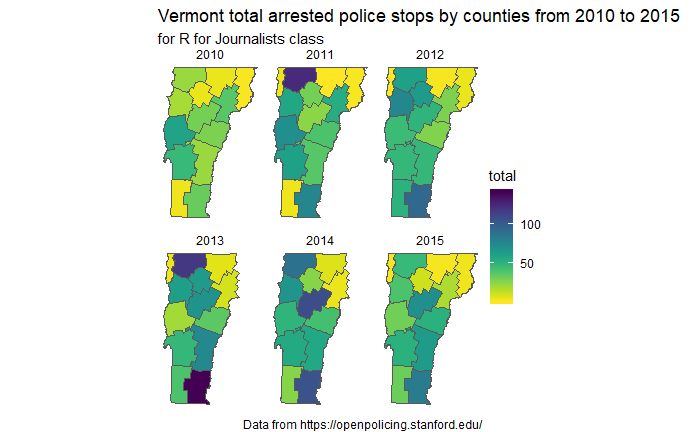 Vermont total arrested police stops by counties from 2010 to 2015
for R for Journalists class
2010 2011 2012
total
100
50
2013 2014 2015
Data from https://openpolicing.stanford.edu/